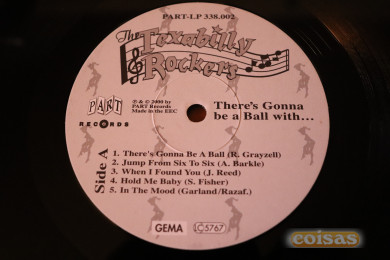 PART-LP 338.002
The Texabilly Rockers
There's Gonna
be a Ball with...
PART
RECORDS
℗ & © 2000 by
PART Records
Made in the EEC
Side A
1. There's Gonna Be A Ball (R. Grayzell)
2. Jump From Six To Six (A. Barkle)
3. When I Found You (J. Reed)
4. Hold Me Baby (S. Fisher)
5. In The Mood (Garland/Razaf.)
GEMA
LC 5767
coisas